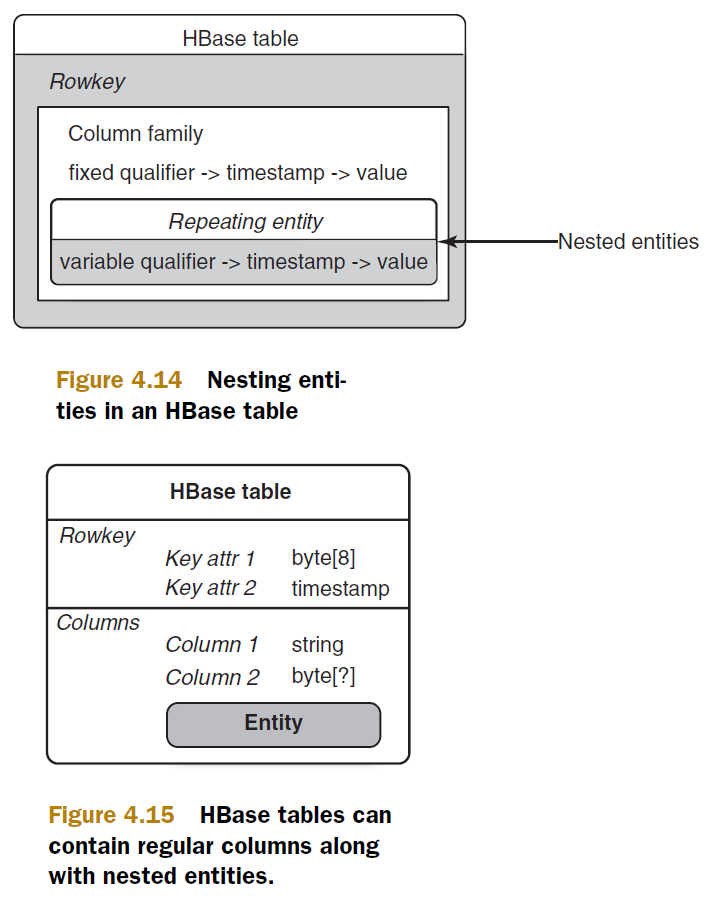 HBase table
Rowkey
Column family
fixed qualifier -> timestamp -> value
Repeating entity
variable qualifier -> timestamp -> value
Nested entities
Figure 4.14 Nesting enti-
ties in an HBase table
HBase table
Rowkey
Key attr 1 byte[8]
Key attr 2 timestamp
Columns
Column 1 string
Column 2 byte[?]
Entity
Figure 4.15 HBase tables can
contain regular columns along
with nested entities.